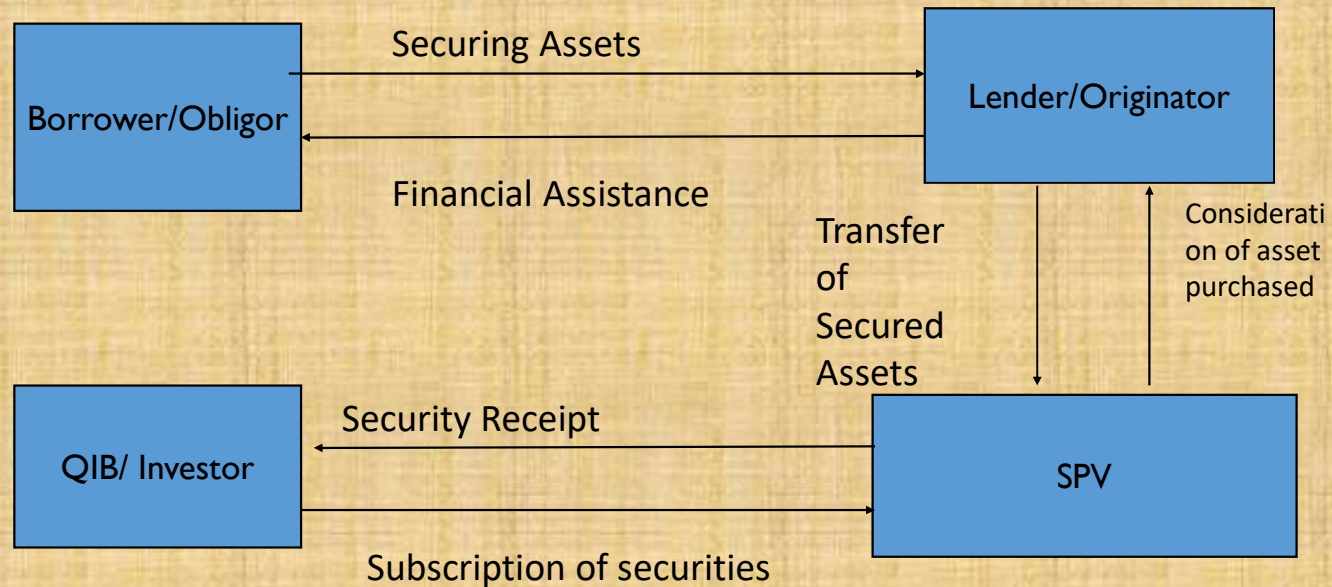 Securing Assets
Borrower/Obligor
Lender/Originator
Financial Assistance
Transfer
of
Secured
Assets
Considerati
on of asset
purchased
Security Receipt
QIB/ Investor
SPV
Subscription of securities